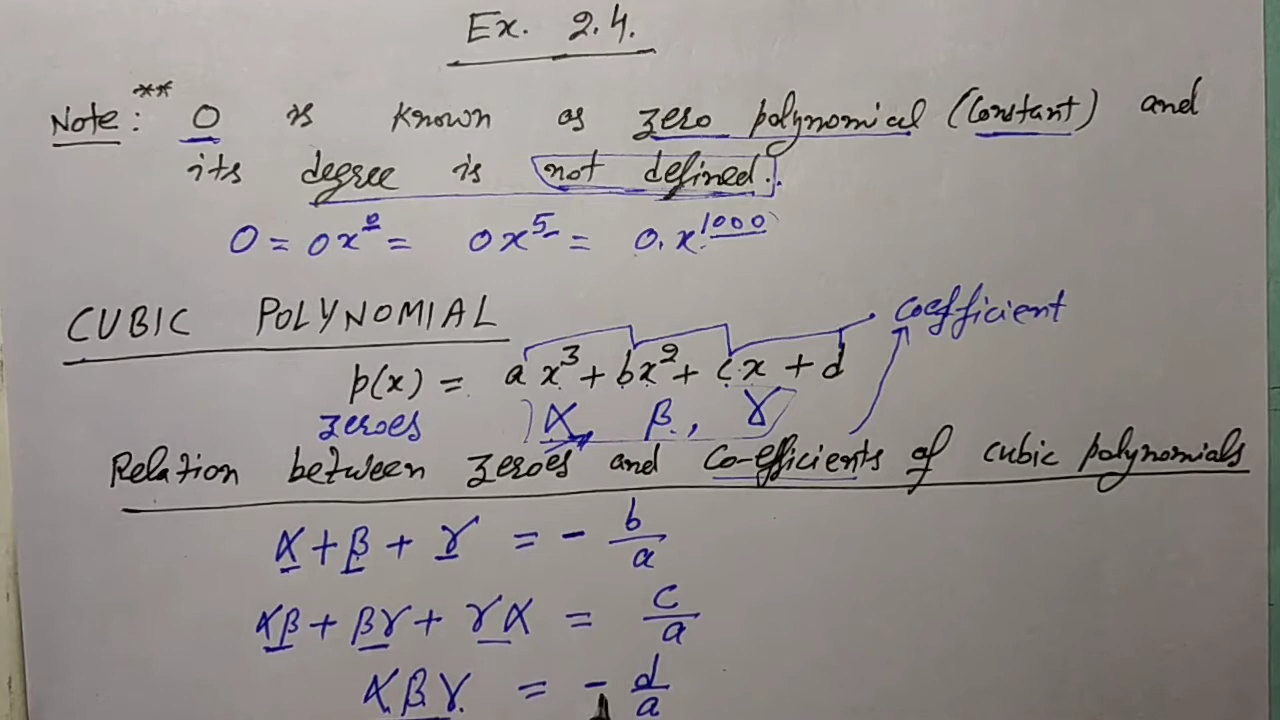 Ex. 2.4.
Note:** 0 is known as zero polynomial (constant) and
its degree is not defined.
0 = 0x⁰ = 0x⁵ = 0.x¹⁰⁰⁰
CUBIC POLYNOMIAL
coefficient
p(x) = ax³ + bx² + cx + d
zeroes α, β, γ
Relation between zeroes and co-efficients of cubic polynomials
α + β + γ = - b/a
αβ + βγ + γα = c/a
αβγ = - d/a